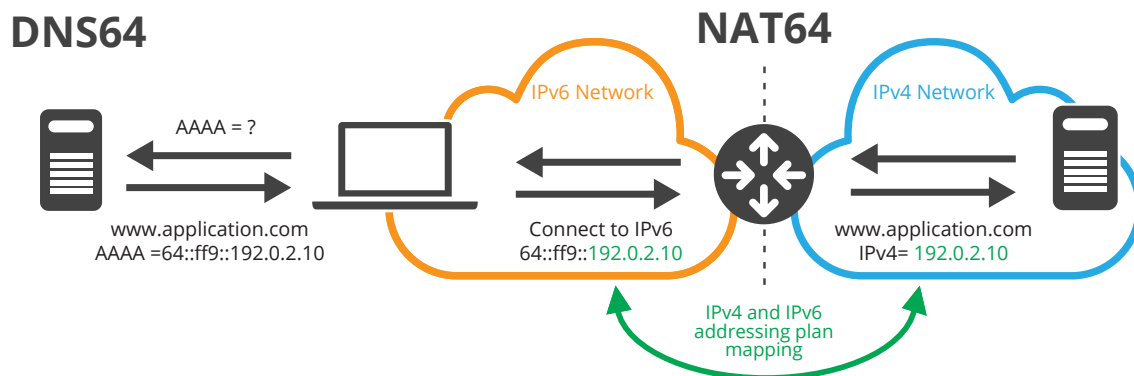 DNS64
NAT64
IPv6 Network
IPv4 Network
AAAA = ?
www.application.com
AAAA =64::ff9::192.0.2.10
Connect to IPv6
64::ff9::192.0.2.10
www.application.com
IPv4= 192.0.2.10
IPv4 and IPv6
addressing plan
mapping